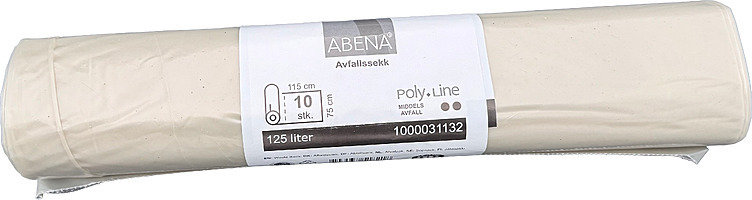 ABENA®
Avfallssekk
115 cm
10
stk.
75 cm
Poly.Line
MIDDELS
AVFALL
125 liter
1000031132